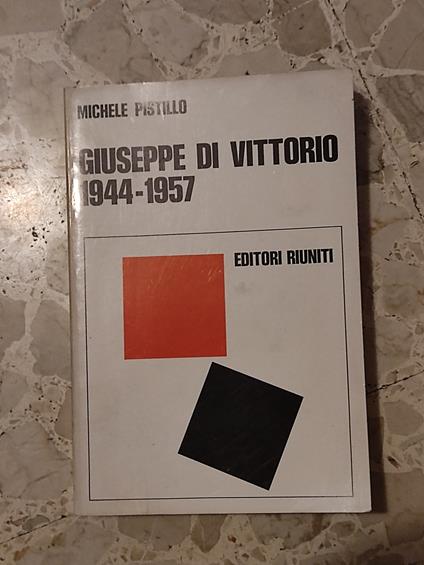 MICHELE PISTILLO
GIUSEPPE DI VITTORIO
1944-1957
EDITORI RIUNITI